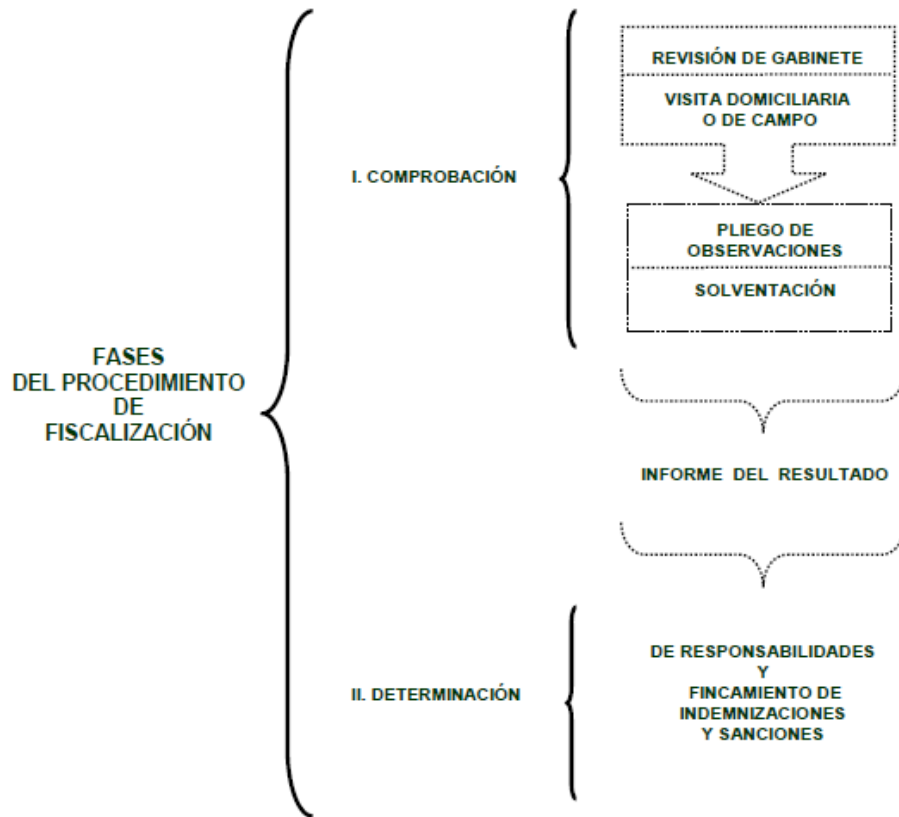 FASES
DEL PROCEDIMIENTO
DE
FISCALIZACIÓN
I. COMPROBACIÓN
REVISIÓN DE GABINETE
VISITA DOMICILIARIA
O DE CAMPO
PLIEGO DE
OBSERVACIONES
SOLVENTACIÓN
INFORME DEL RESULTADO
II. DETERMINACIÓN
DE RESPONSABILIDADES
Y
FINCAMIENTO DE
INDEMNIZACIONES
Y SANCIONES